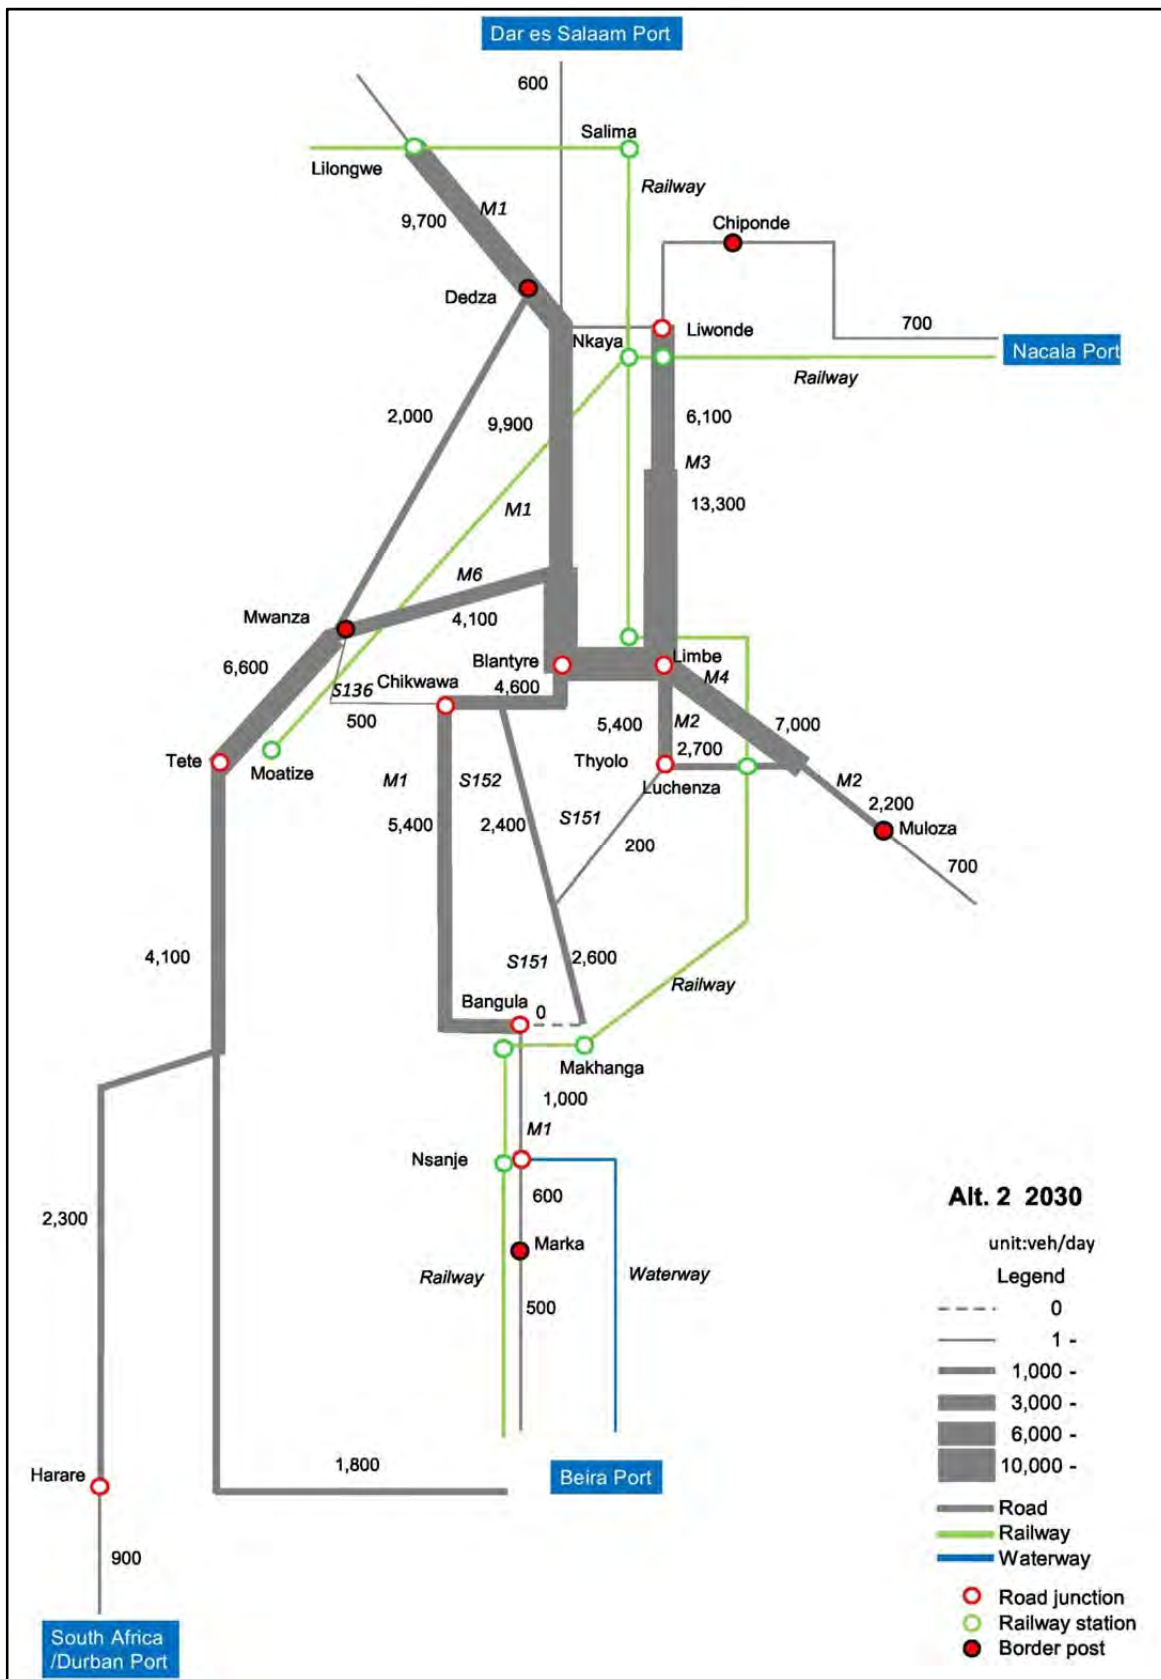 Dar es Salaam Port
600
Salima
Lilongwe
Railway
M1
9,700
Chiponde
Dedza
Nkaya
Liwonde
700
Nacala Port
Railway
2,000
9,900
6,100
M3
13,300
M1
M6
Mwanza
4,100
6,600
Blantyre
Limbe
M4
S136
Chikwawa
4,600
500
5,400
M2
7,000
Tete
Moatize
Thyolo
2,700
Luchenza
M2
2,200
Muloza
700
M1
S152
5,400
2,400
S151
200
4,100
S151
2,600
Railway
Bangula
0
Makhanga
1,000
M1
Nsanje
600
2,300
Marka
Railway
Waterway
500
Alt. 2 2030
unit:veh/day
Legend
0
1 -
1,000 -
3,000 -
6,000 -
10,000 -
Road
Railway
Waterway
Road junction
Railway station
Border post
1,800
Beira Port
Harare
900
South Africa
/Durban Port